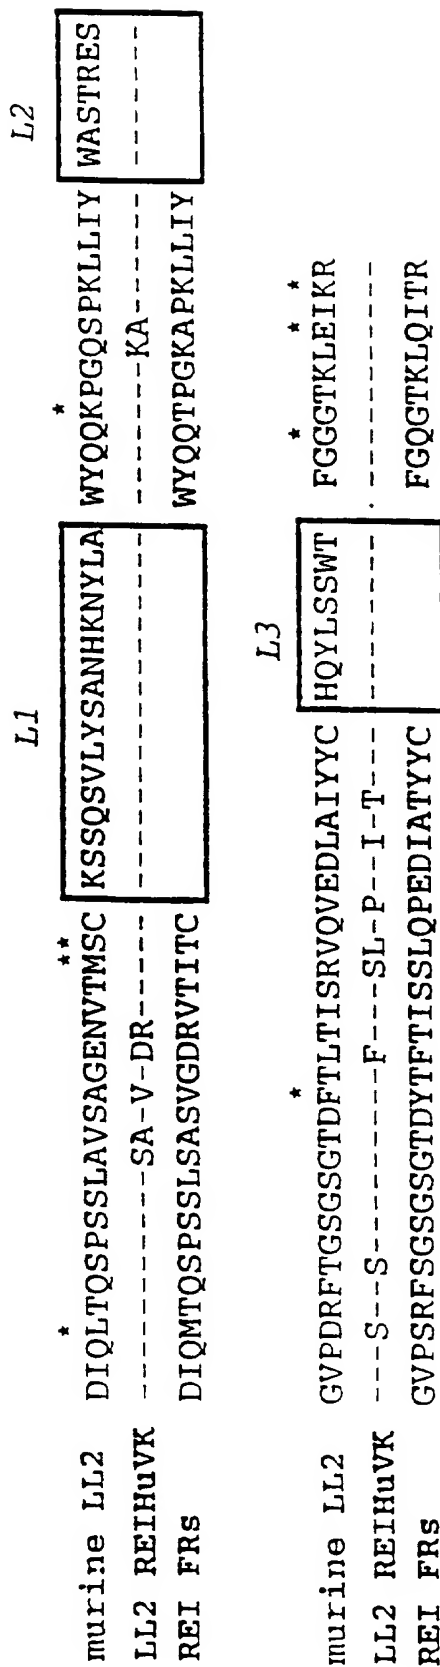 L1 L2
* ** *
murine LL2 DIQLTQSPSSLAVSAGENVTMSC KSSQSVLYSANHKNYLA WYQQKPGQSPKLLIY WASTRES
LL2 REIHuVK -----------SA-V-DR----- ----------------- -------KA------ -------
REI FRs DIQMTQSPSSLSASVGDRVTITC WYQQTPGKAPKLLIY
L3
* * * *
murine LL2 GVPDRFTGSGSGTDFTLTISRVQVEDLAIYYC HQYLSSWT FGGGTKLEIKR
LL2 REIHuVK ---S--S---------F---SL-P--I-T--- -------- -----------
REI FRs GVPSRFSGSGSGTDYTFTISSLQPEDIATYYC FGQGTKLQITR